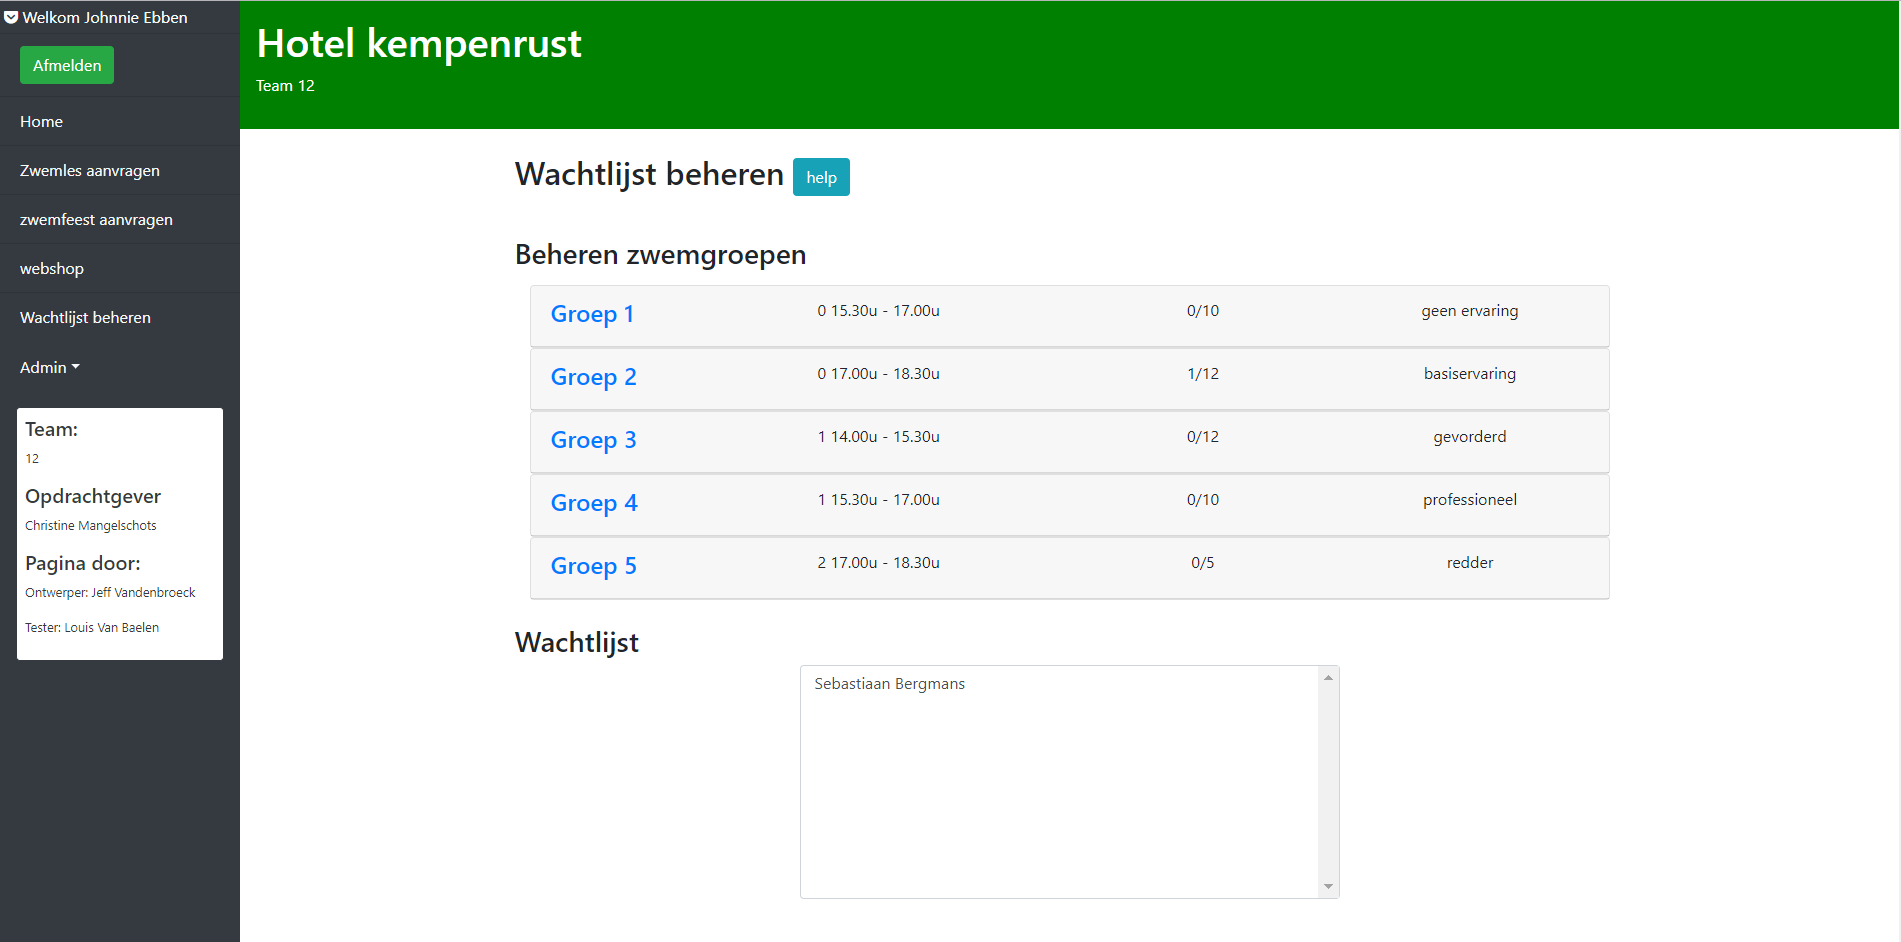 Welkom Johnnie Ebben
Afmelden
Home
Zwemles aanvragen
zwemfeest aanvragen
webshop
Wachtlijst beheren
Admin
Team:
12
Opdrachtgever
Christine Mangelschots
Pagina door:
Ontwerper: Jeff Vandenbroeck
Tester: Louis Van Baelen
Hotel kempenrust
Team 12
Wachtlijst beheren help
Beheren zwemgroepen
Groep 1 0 15.30u - 17.00u 0/10 geen ervaring
Groep 2 0 17.00u - 18.30u 1/12 basiservaring
Groep 3 1 14.00u - 15.30u 0/12 gevorderd
Groep 4 1 15.30u - 17.00u 0/10 professioneel
Groep 5 2 17.00u - 18.30u 0/5 redder
Wachtlijst
Sebastiaan Bergmans